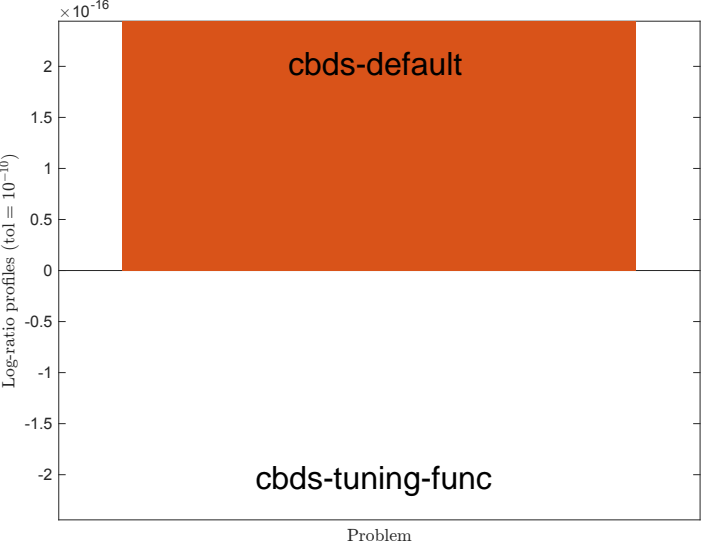 ×10⁻¹⁶
2
1.5
1
0.5
0
-0.5
-1
-1.5
-2
Log-ratio profiles (tol = 10⁻¹⁰)
cbds-default
cbds-tuning-func
Problem